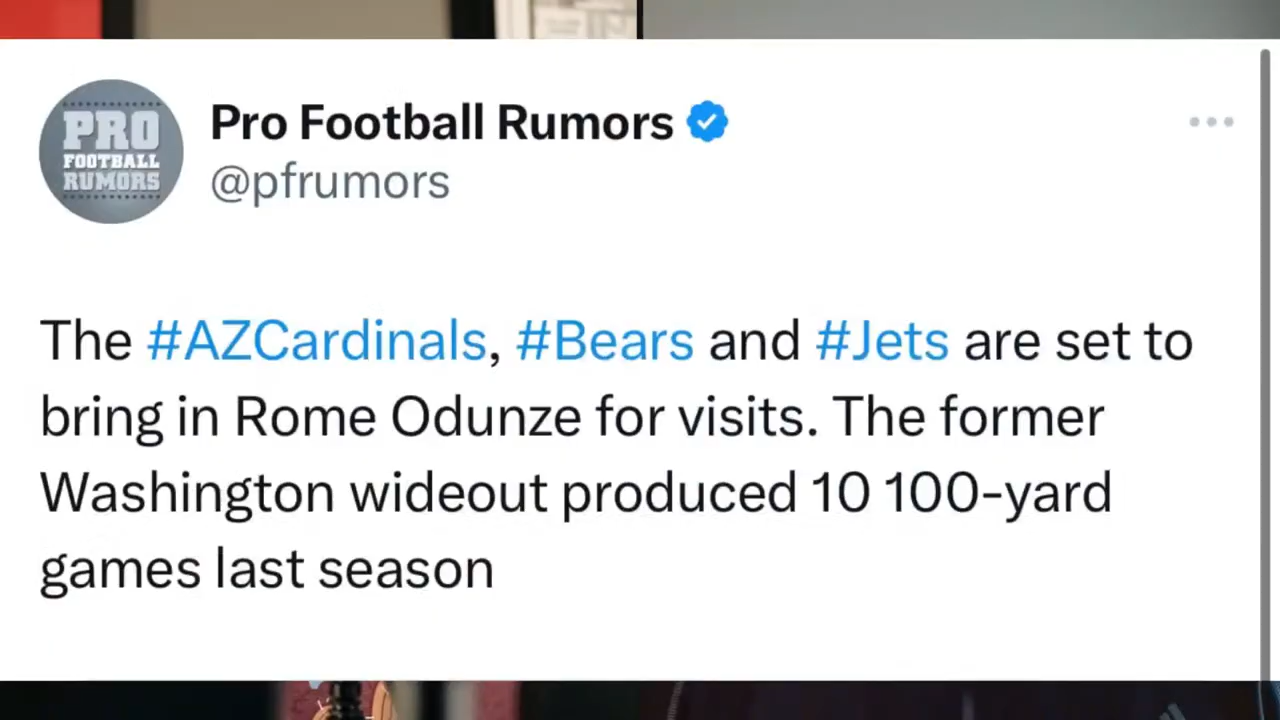 PRO
FOOTBALL
RUMORS
Pro Football Rumors
@pfrumors
The #AZCardinals, #Bears and #Jets are set to
bring in Rome Odunze for visits. The former
Washington wideout produced 10 100-yard
games last season